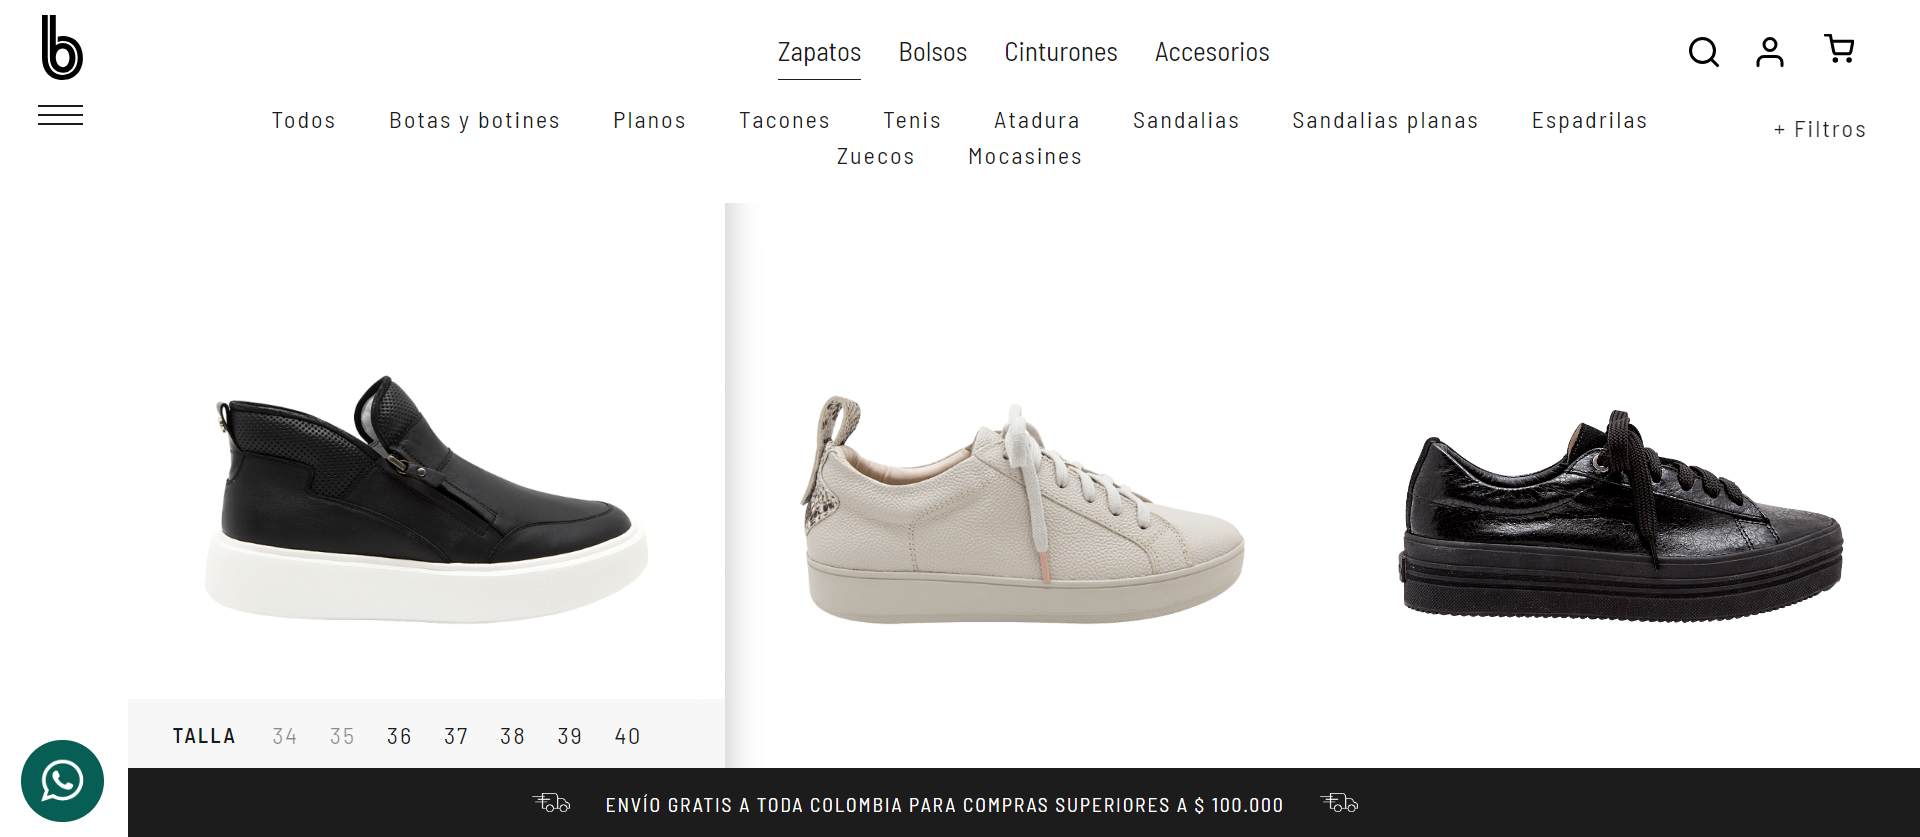 b
Zapatos Bolsos Cinturones Accesorios
Todos Botas y botines Planos Tacones Tenis Atadura Sandalias Sandalias planas Espadrilas
+ Filtros
Zuecos Mocasines
TALLA 34 35 36 37 38 39 40
ENVÍO GRATIS A TODA COLOMBIA PARA COMPRAS SUPERIORES A $ 100.000